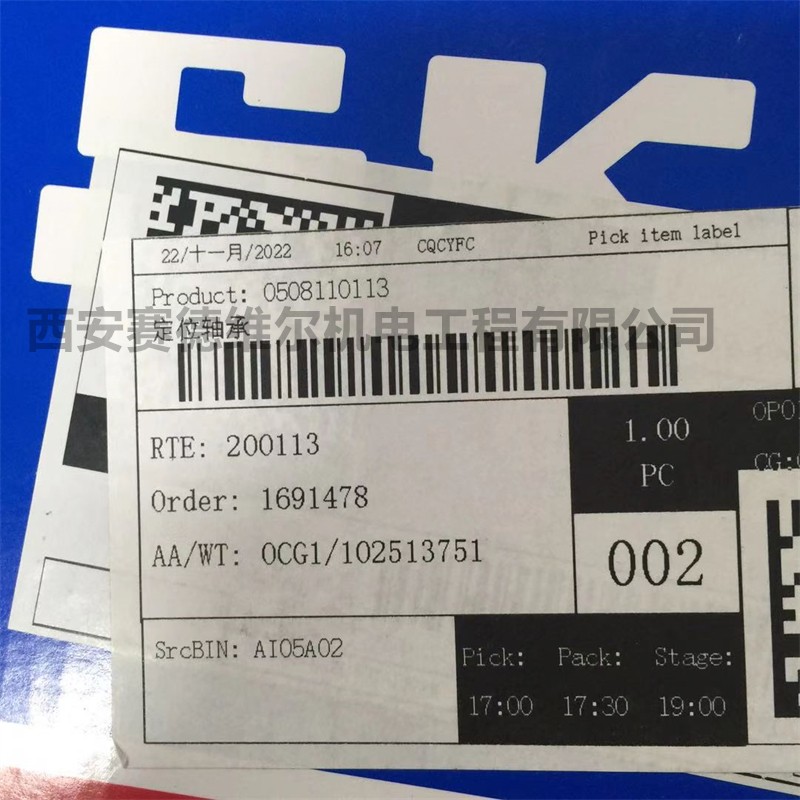 SK
22/十一月/2022 16:07 CQCYFC Pick item label
Product: 0508110113
西安赛德维尔机电工程有限公司
定位轴承
RTE: 200113
1.00
PC
Order: 1691478
AA/WT: OCG1/102513751
002
SrcBIN: AI05A02
Pick: Pack: Stage:
17:00 17:30 19:00